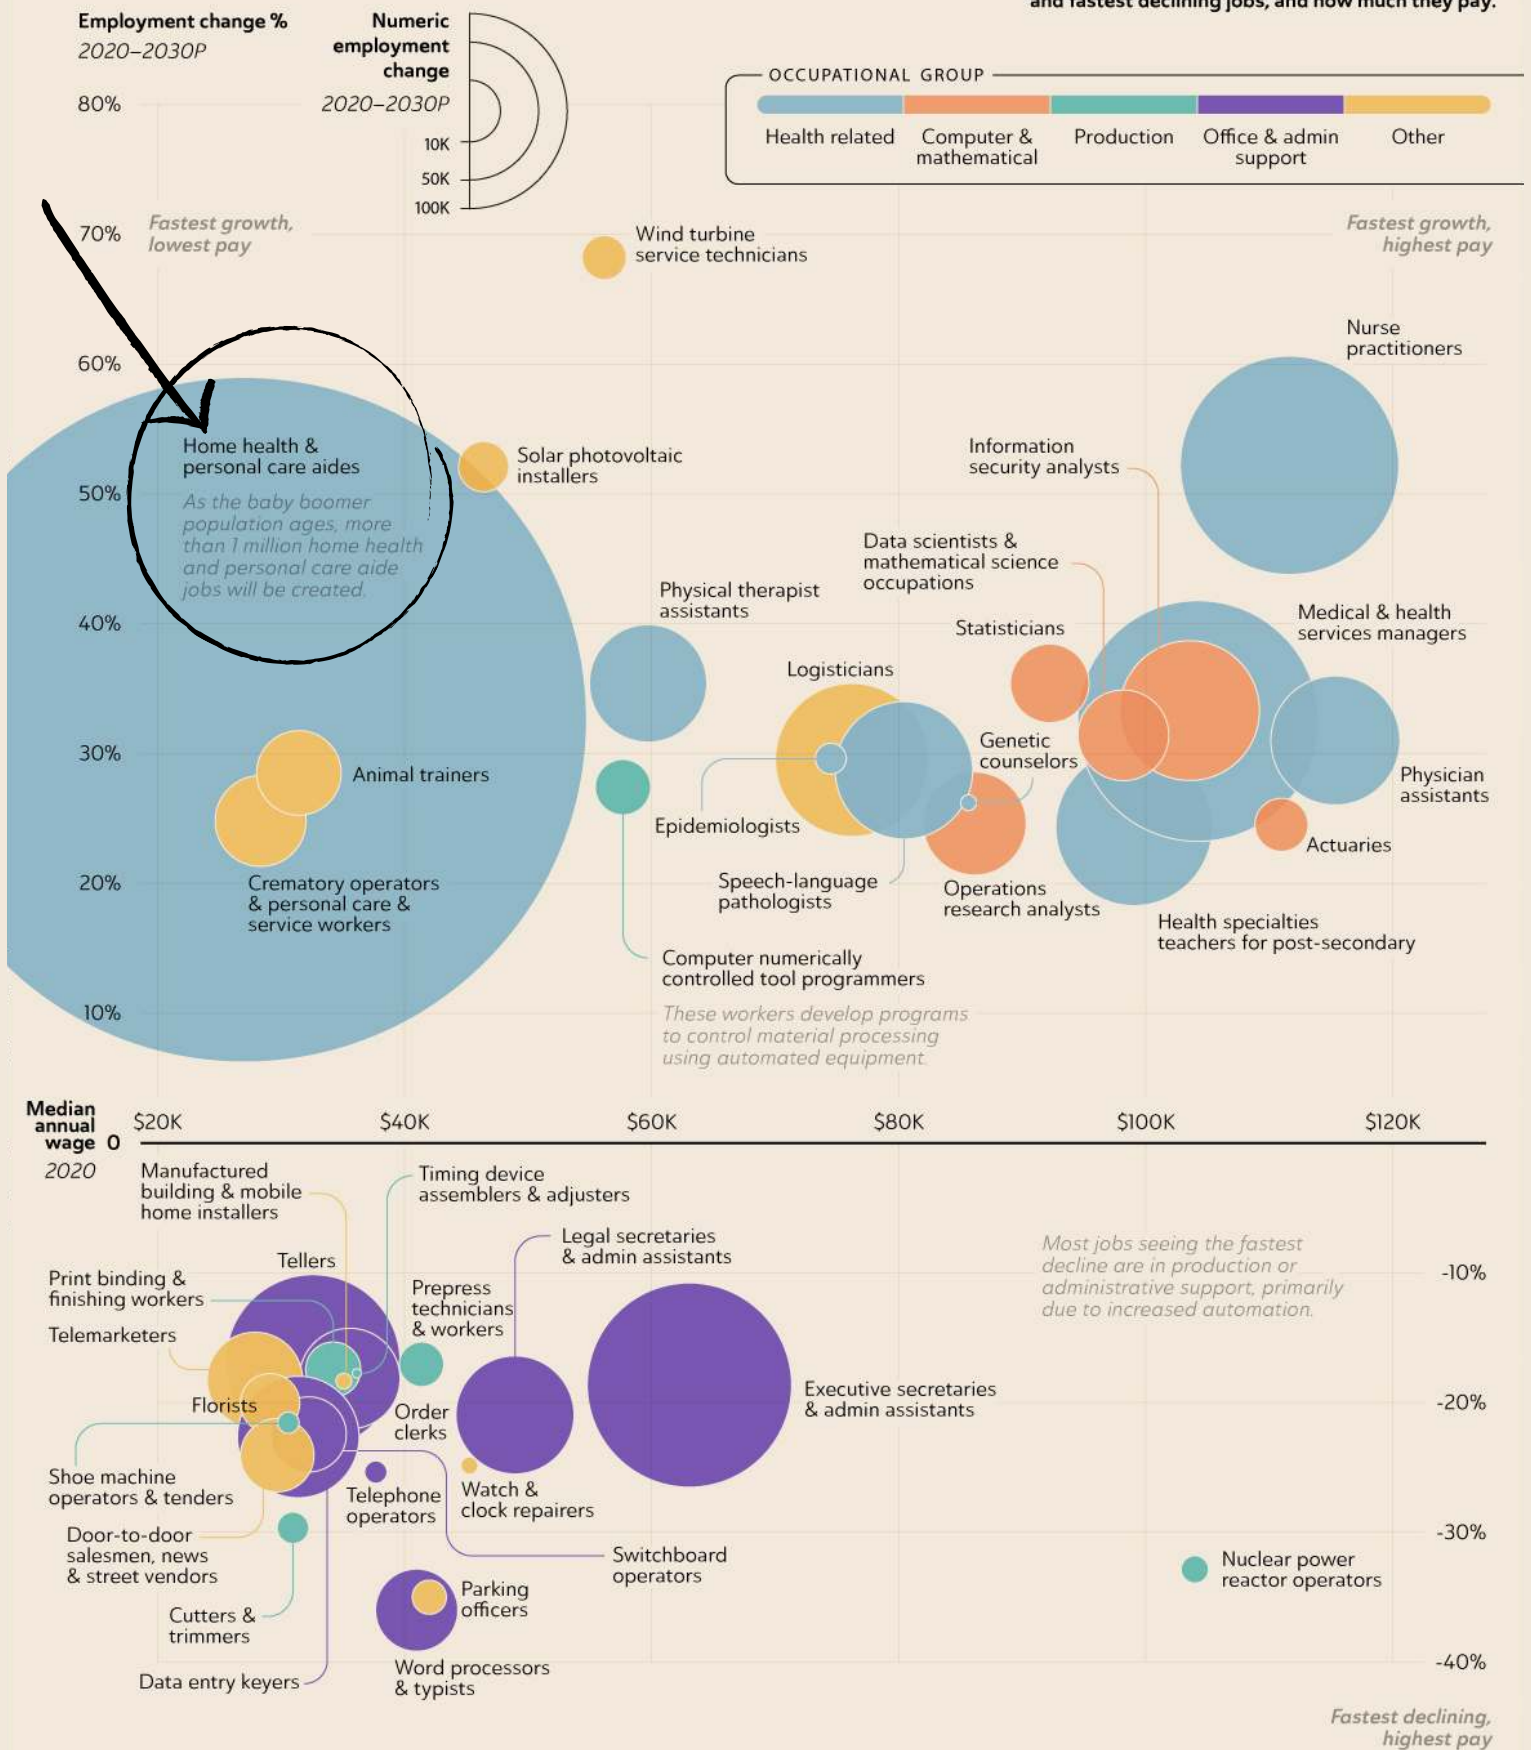 and fastest declining jobs, and how much they pay.
Employment change %
2020–2030P
Numeric
employment
change
2020–2030P
10K
50K
100K
OCCUPATIONAL GROUP
Health related
Computer &
mathematical
Production
Office & admin
support
Other
80%
70%
60%
50%
40%
30%
20%
10%
Fastest growth,
lowest pay
Fastest growth,
highest pay
Wind turbine
service technicians
Nurse
practitioners
Home health &
personal care aides
As the baby boomer
population ages, more
than 1 million home health
and personal care aide
jobs will be created.
Solar photovoltaic
installers
Information
security analysts
Data scientists &
mathematical science
occupations
Physical therapist
assistants
Statisticians
Medical & health
services managers
Logisticians
Genetic
counselors
Animal trainers
Physician
assistants
Epidemiologists
Actuaries
Crematory operators
& personal care &
service workers
Speech-language
pathologists
Operations
research analysts
Health specialties
teachers for post-secondary
Computer numerically
controlled tool programmers
These workers develop programs
to control material processing
using automated equipment.
Median
annual
wage 0
2020
$20K
$40K
$60K
$80K
$100K
$120K
Manufactured
building & mobile
home installers
Timing device
assemblers & adjusters
Legal secretaries
& admin assistants
Most jobs seeing the fastest
decline are in production or
administrative support, primarily
due to increased automation.
-10%
-20%
-30%
-40%
Tellers
Print binding &
finishing workers
Prepress
technicians
& workers
Telemarketers
Executive secretaries
& admin assistants
Florists
Order
clerks
Shoe machine
operators & tenders
Telephone
operators
Watch &
clock repairers
Door-to-door
salesmen, news
& street vendors
Switchboard
operators
Nuclear power
reactor operators
Parking
officers
Cutters &
trimmers
Data entry keyers
Word processors
& typists
Fastest declining,
highest pay